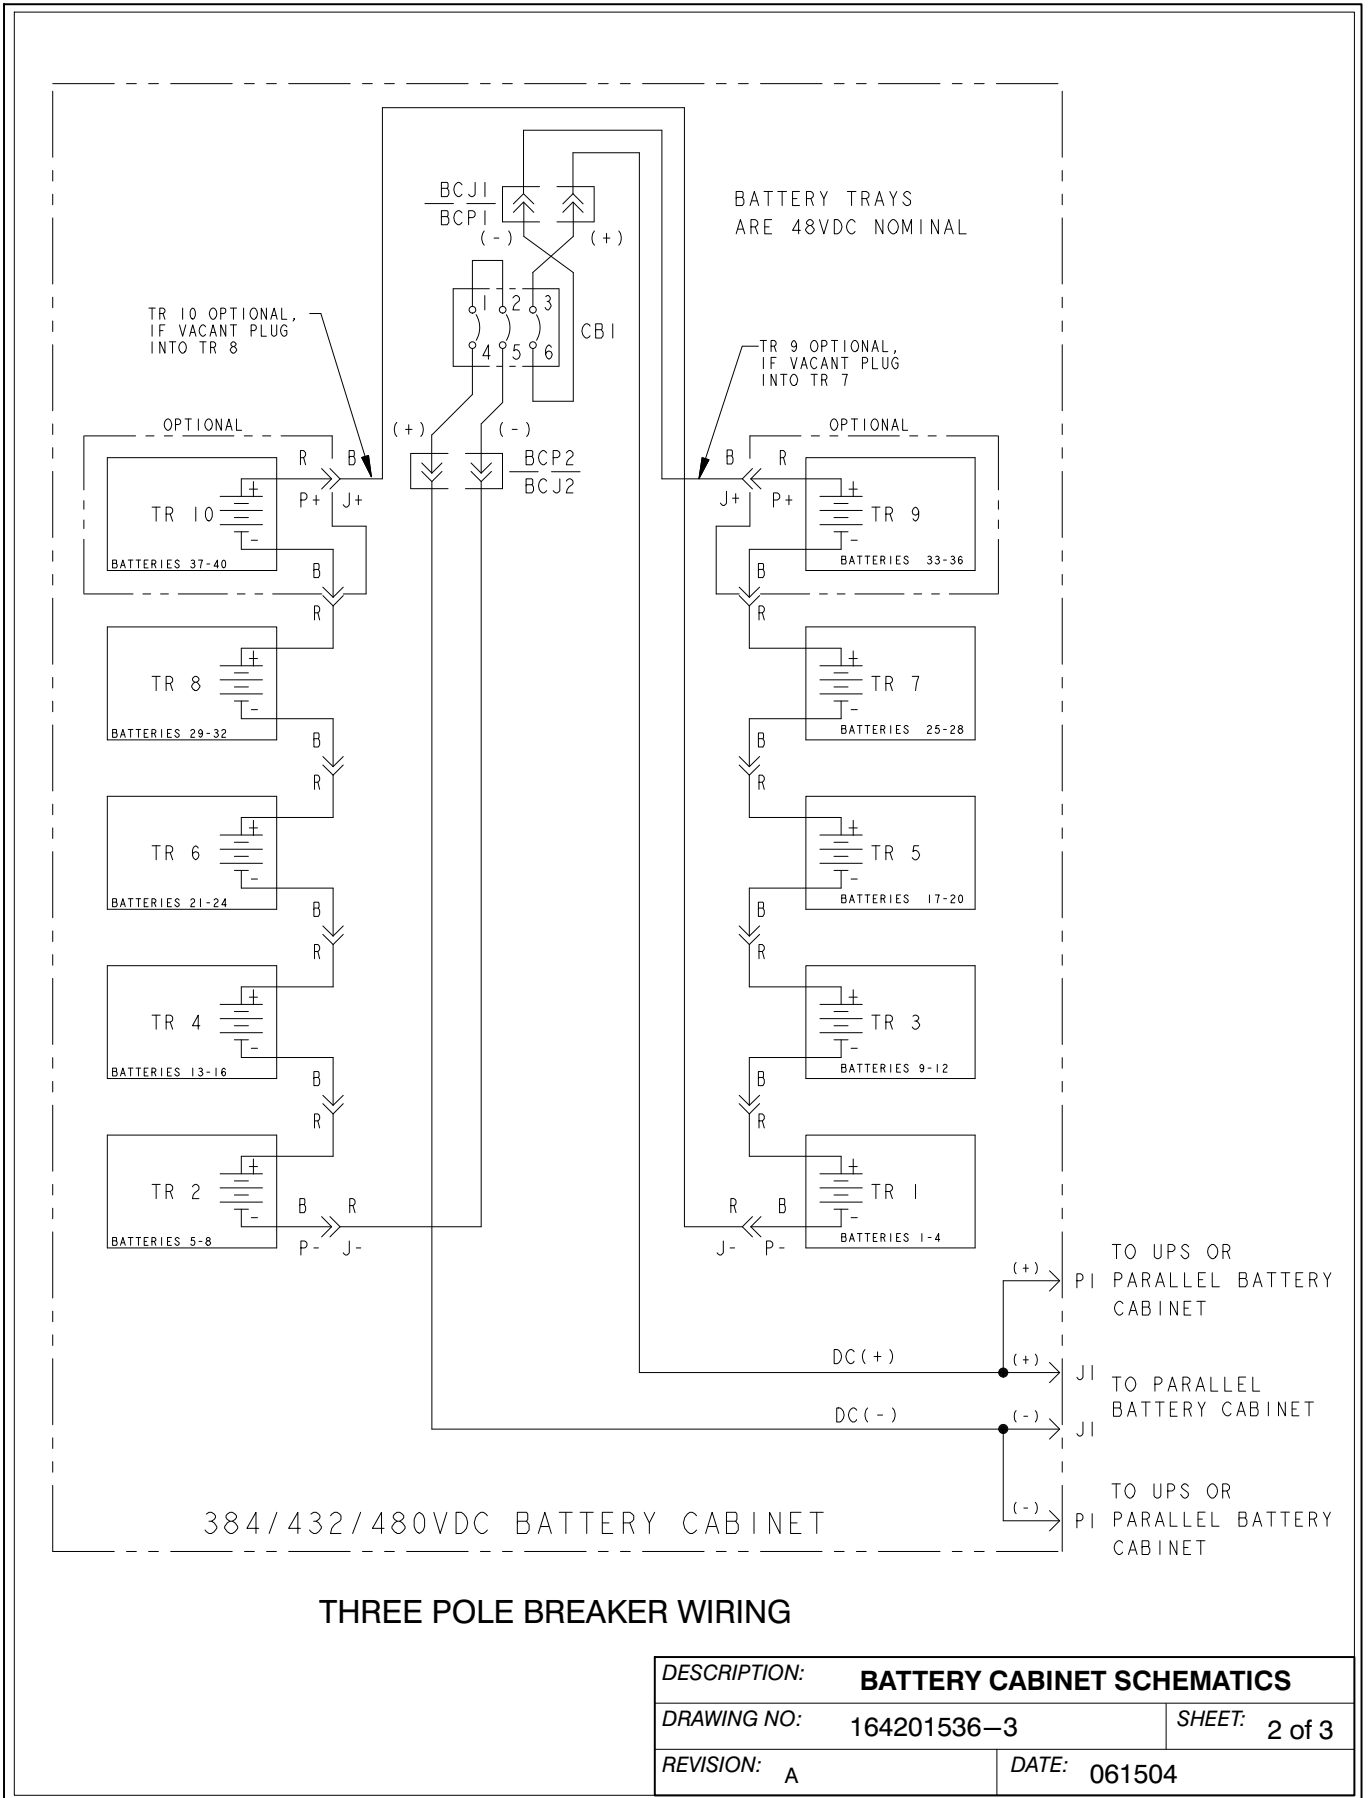 BCJ1
BCP1
(-)
(+)
BATTERY TRAYS
ARE 48VDC NOMINAL
TR 10 OPTIONAL,
IF VACANT PLUG
INTO TR 8
1 2 3
CB1
4 5 6
TR 9 OPTIONAL,
IF VACANT PLUG
INTO TR 7
OPTIONAL
(+)
(-)
OPTIONAL
R B
BCP2
BCJ2
B R
P+ J+
J+ P+
+
TR 10
-
BATTERIES 37-40
+
TR 9
-
BATTERIES 33-36
B
R
B
R
+
TR 8
-
BATTERIES 29-32
+
TR 7
-
BATTERIES 25-28
B
R
B
R
+
TR 6
-
BATTERIES 21-24
+
TR 5
-
BATTERIES 17-20
B
R
B
R
+
TR 4
-
BATTERIES 13-16
+
TR 3
-
BATTERIES 9-12
B
R
B
R
+
TR 2
-
BATTERIES 5-8
B R
P- J-
+
TR 1
-
BATTERIES 1-4
R B
J- P-
(+)
P1
TO UPS OR
PARALLEL BATTERY
CABINET
DC(+)
(+)
J1
TO PARALLEL
BATTERY CABINET
DC(-)
(-)
J1
(-)
P1
TO UPS OR
PARALLEL BATTERY
CABINET
384/432/480VDC BATTERY CABINET
THREE POLE BREAKER WIRING
DESCRIPTION: BATTERY CABINET SCHEMATICS
DRAWING NO: 164201536–3
SHEET: 2 of 3
REVISION: A
DATE: 061504